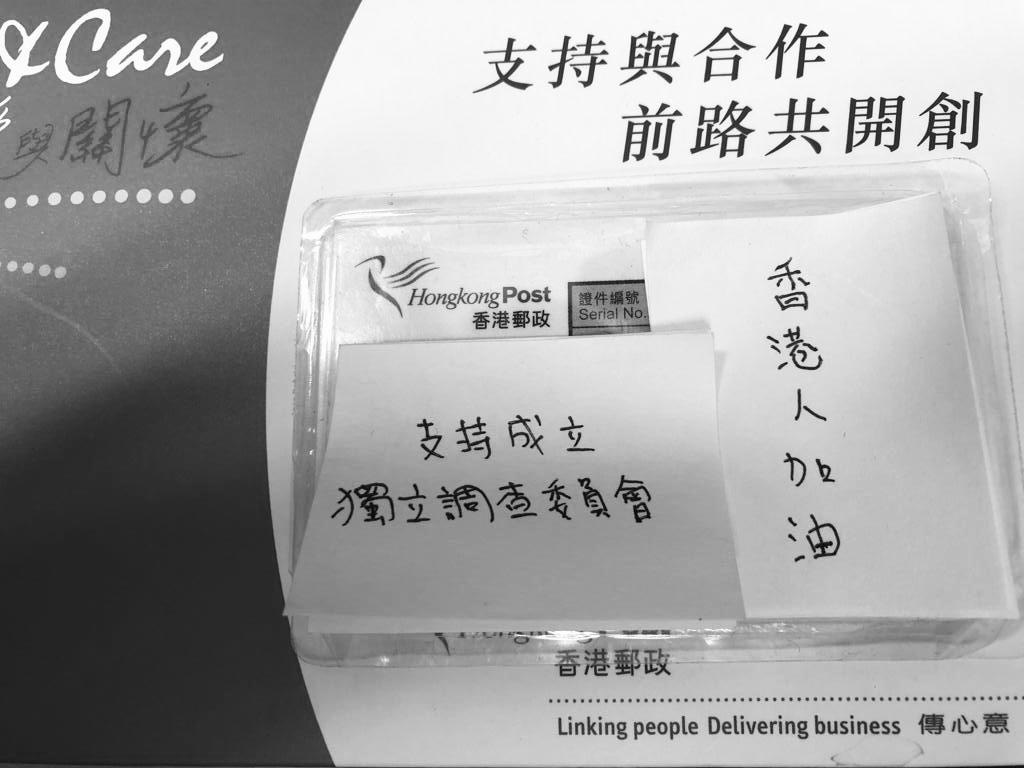 & Care
與關懷
支持與合作
前路共開創
Hongkong Post
香港郵政
證件編號
Serial No.
香港人加油
支持成立
獨立調查委員會
香港郵政
Linking people Delivering business 傳心意